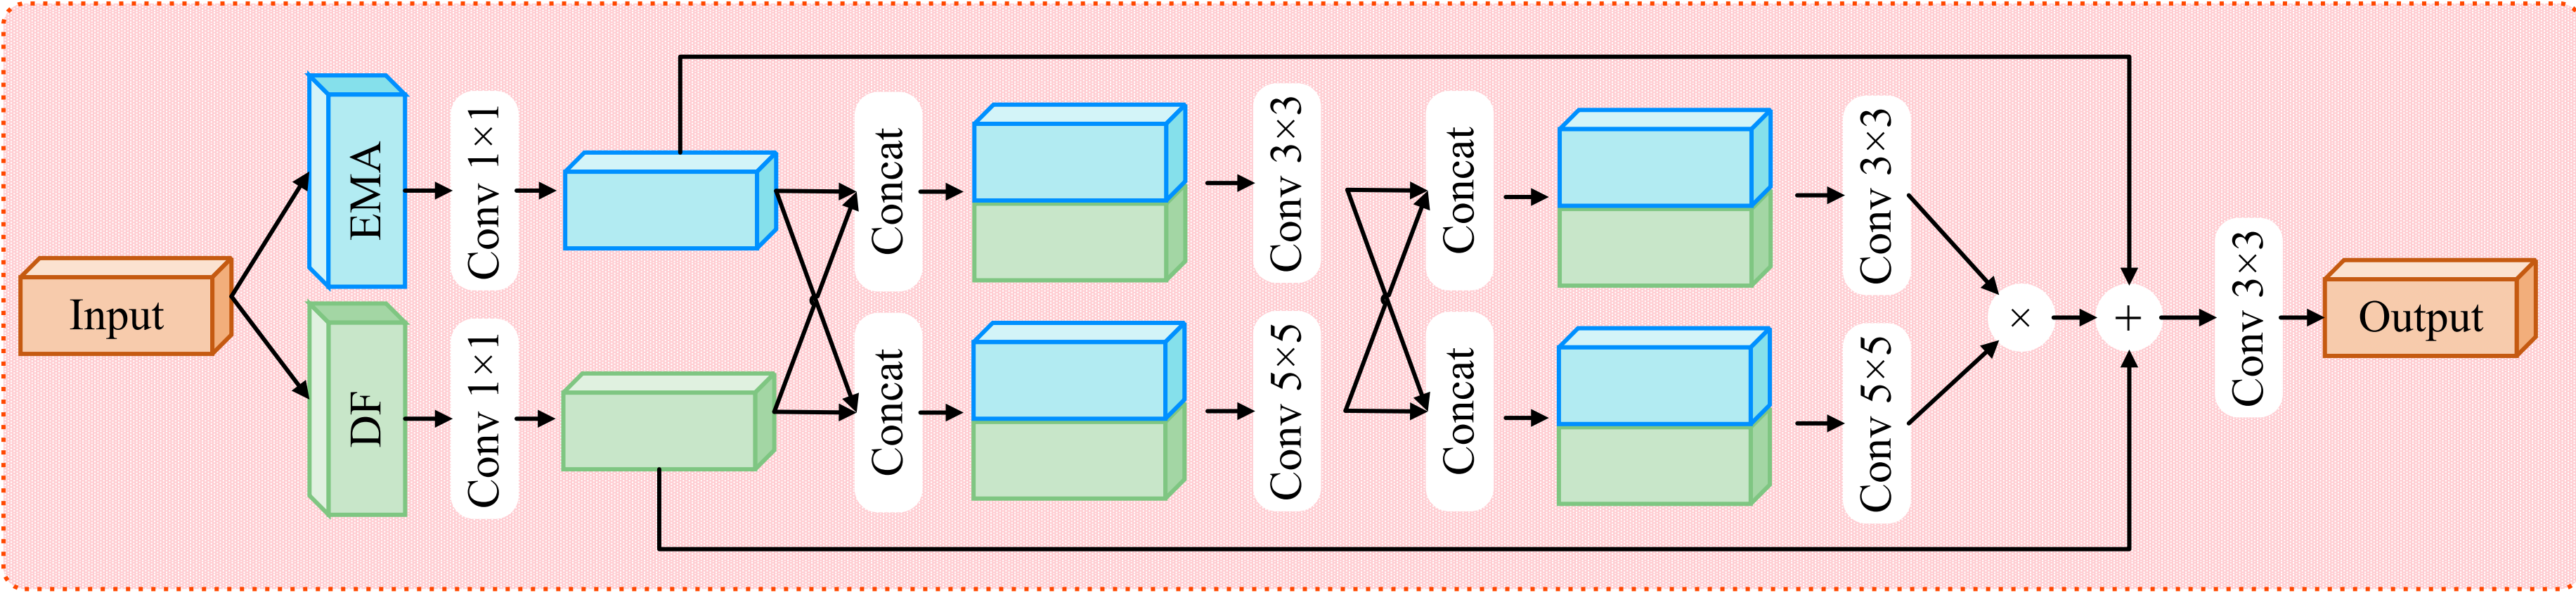 Input
EMA
DF
Conv 1×1
Conv 1×1
Concat
Concat
Conv 3×3
Conv 5×5
Concat
Concat
Conv 3×3
Conv 5×5
×
+
Conv 3×3
Output